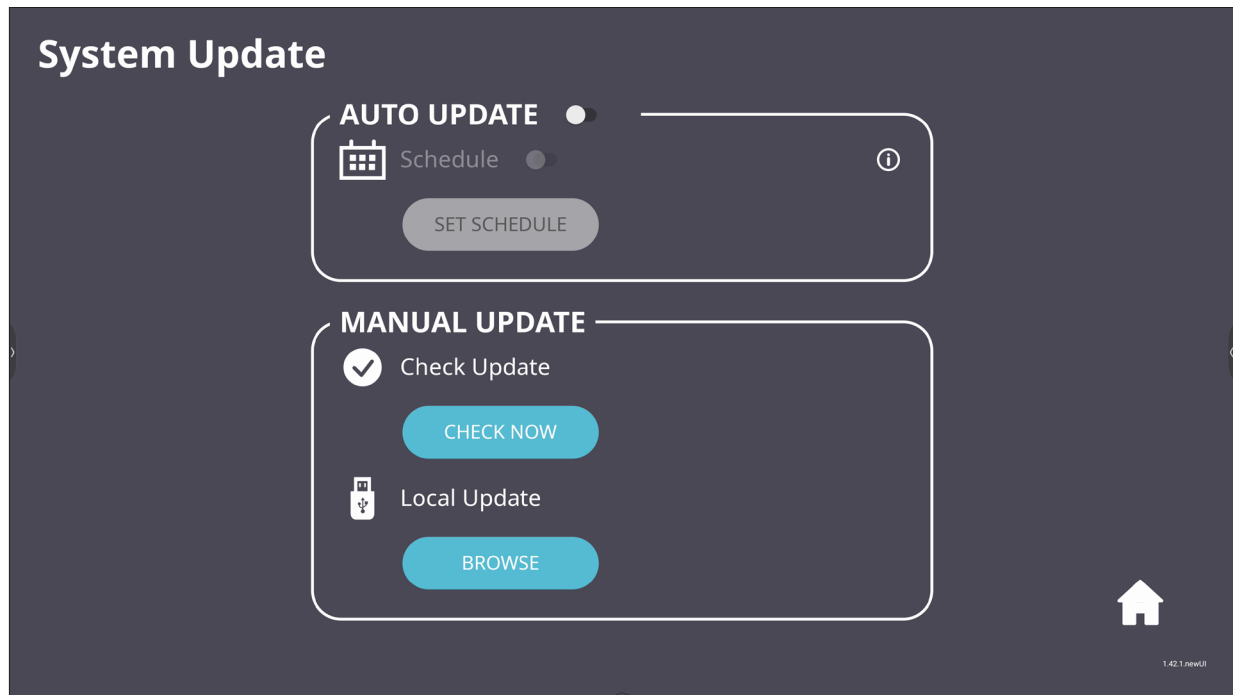 System Update
AUTO UPDATE
Schedule
SET SCHEDULE
MANUAL UPDATE
Check Update
CHECK NOW
Local Update
BROWSE
1.42.1.newUI